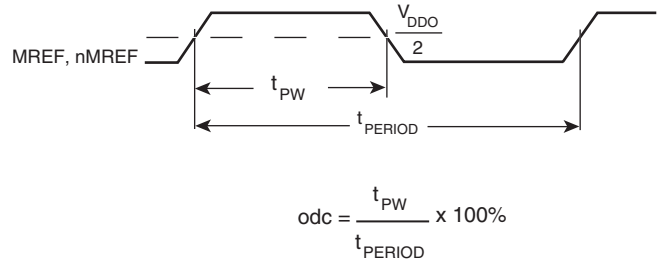 V_DDO
2
MREF, nMREF
t_PW
t_PERIOD
odc = t_PW / t_PERIOD x 100%